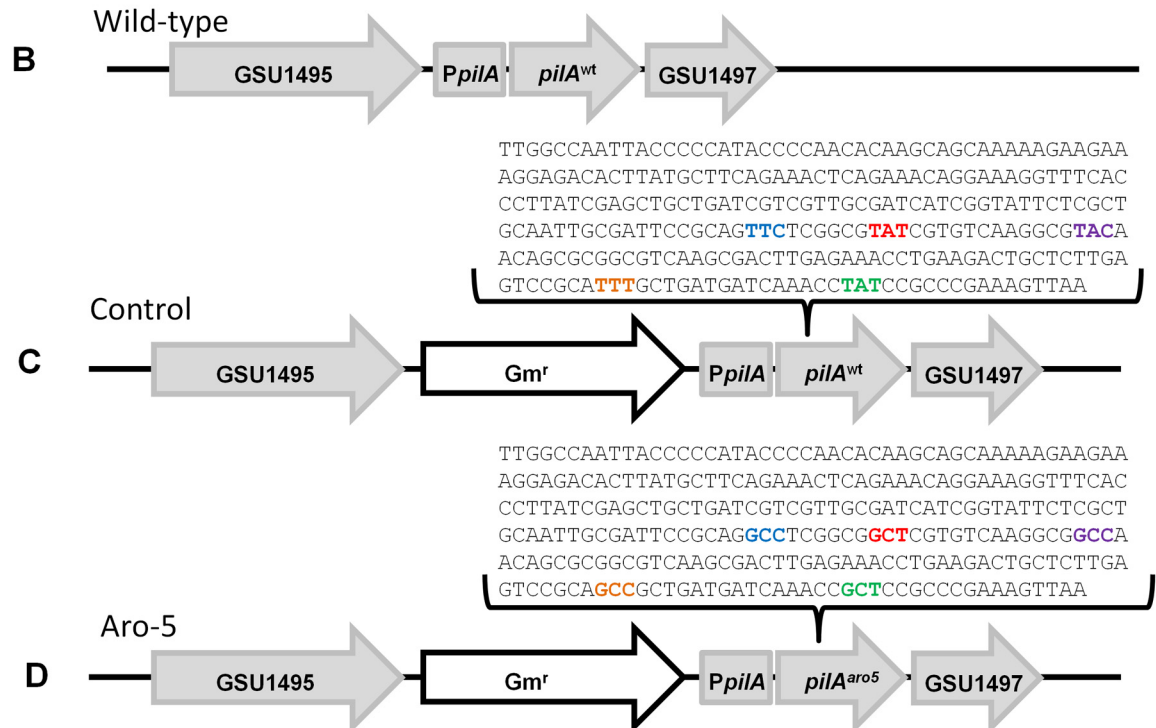 Wild-type
B
GSU1495 PpilA pilAwt GSU1497
TTGGCCAATTACCCCCATACCCCAACACAAGCAGCAAAAAGAAGAA
AGGAGACACTTATGCTTCAGAAACTCAGAAACAGGAAAGGTTTCAC
CCTTATCGAGCTGCTGATCGTCGTTGCGATCATCGGTATTCTCGCT
GCAATTGCGATTCCGCAGTTCTCGGCGTATCGTGTCAAGGCGTACA
ACAGCGCGGCGTCAAGCGACTTGAGAAACCTGAAGACTGCTCTTGA
GTCCGCATTTGCTGATGATCAAACCTATCCGCCCGAAAGTTAA
Control
C
GSU1495 Gmr PpilA pilAwt GSU1497
TTGGCCAATTACCCCCATACCCCAACACAAGCAGCAAAAAGAAGAA
AGGAGACACTTATGCTTCAGAAACTCAGAAACAGGAAAGGTTTCAC
CCTTATCGAGCTGCTGATCGTCGTTGCGATCATCGGTATTCTCGCT
GCAATTGCGATTCCGCAGGCCTCGGCGGCTCGTGTCAAGGCGGCCA
ACAGCGCGGCGTCAAGCGACTTGAGAAACCTGAAGACTGCTCTTGA
GTCCGCAGCCGCTGATGATCAAACCGCTCCGCCCGAAAGTTAA
Aro-5
D
GSU1495 Gmr PpilA pilAaro5 GSU1497